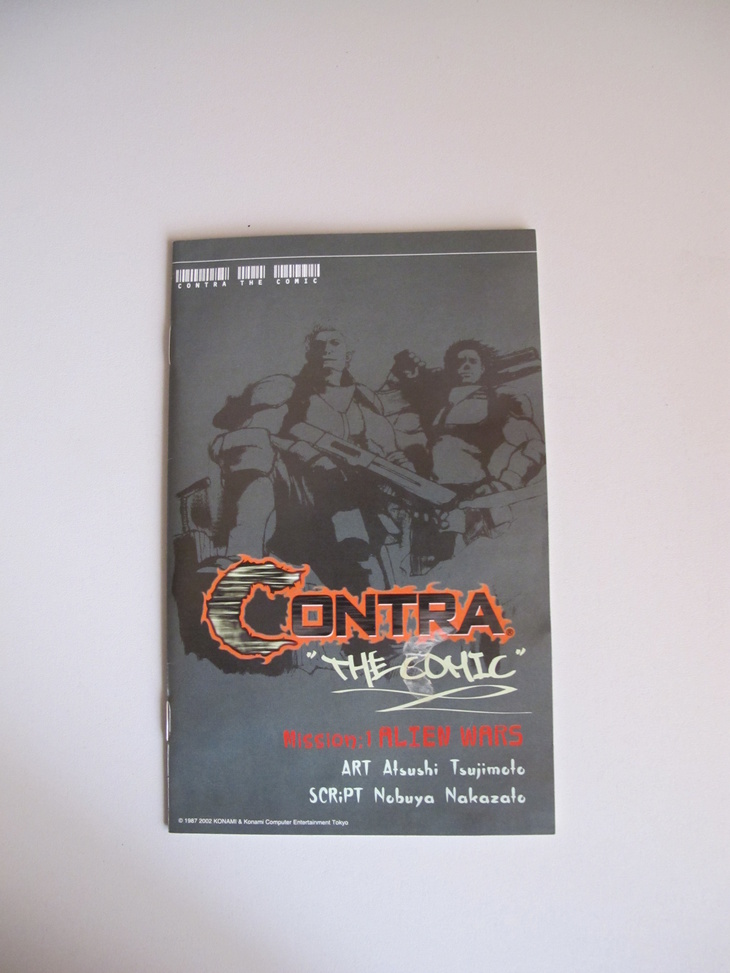 CONTRA THE COMIC
CONTRA®
"THE COMIC"
Mission:1 ALIEN WARS
ART Atsushi Tsujimoto
SCRiPT Nobuya Nakazato
© 1987 2002 KONAMI & Konami Computer Entertainment Tokyo